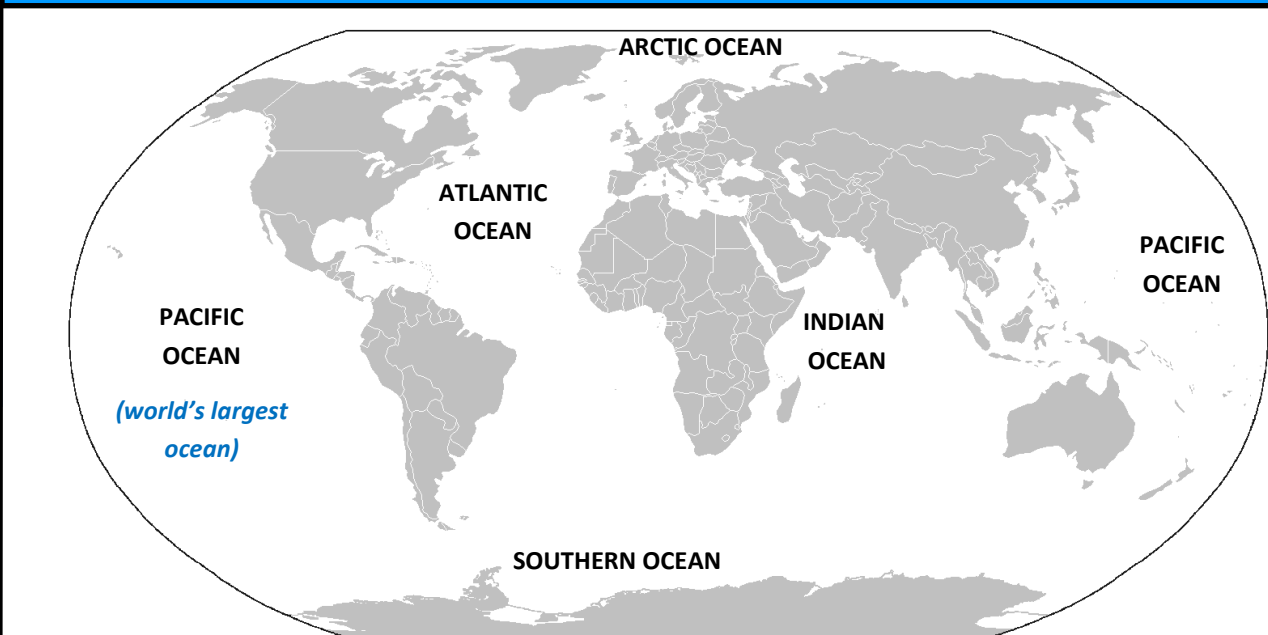 ARCTIC OCEAN
ATLANTIC
OCEAN
PACIFIC
OCEAN
PACIFIC
OCEAN
(world’s largest
ocean)
INDIAN
OCEAN
SOUTHERN OCEAN